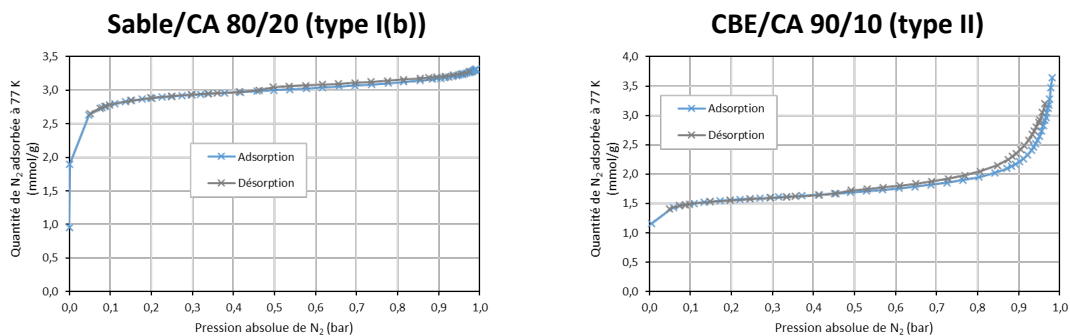 Sable/CA 80/20 (type I(b))
Quantité de N2 adsorbée à 77 K
(mmol/g)
3,5
3,0
2,5
2,0
1,5
1,0
0,5
0,0
Adsorption
Désorption
0,0 0,1 0,2 0,3 0,4 0,5 0,6 0,7 0,8 0,9 1,0
Pression absolue de N2 (bar)
CBE/CA 90/10 (type II)
Quantité de N2 adsorbée à 77 K
(mmol/g)
4,0
3,5
3,0
2,5
2,0
1,5
1,0
0,5
0,0
Adsorption
Désorption
0,0 0,1 0,2 0,3 0,4 0,5 0,6 0,7 0,8 0,9 1,0
Pression absolue de N2 (bar)